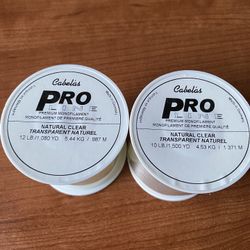 Cabela's
PRO
LINE
PREMIUM MONOFILAMENT
MONOFILAMENT DE PREMIÈRE QUALITÉ
NATURAL CLEAR
TRANSPARENT NATUREL
12 LB./1,080 YD
5.44 KG / 987 M
Cabela's
PRO
LINE
PREMIUM MONOFILAMENT
MONOFILAMENT DE PREMIÈRE QUALITÉ
NATURAL CLEAR
TRANSPARENT NATUREL
10 LB./1,500 YD
4.53 KG / 1 371 M